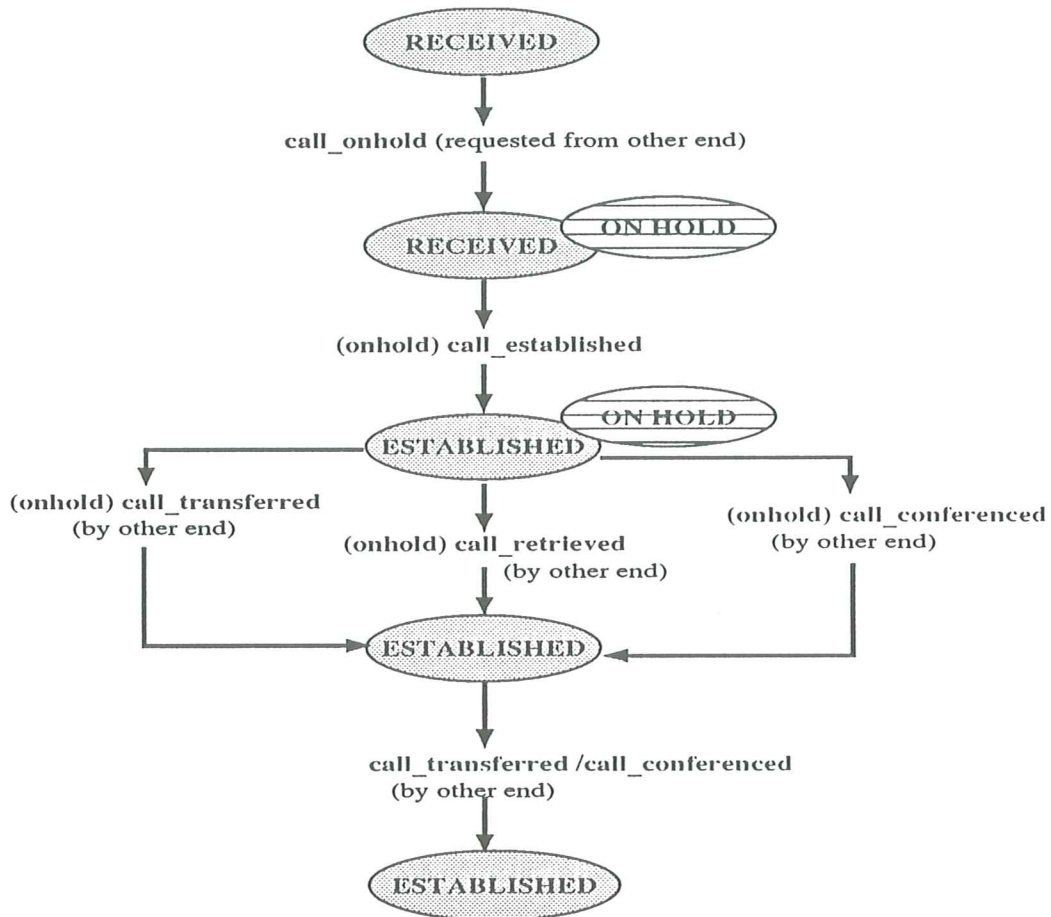 RECEIVED
call_onhold (requested from other end)
ON HOLD
RECEIVED
(onhold) call_established
ON HOLD
ESTABLISHED
(onhold) call_transferred
(by other end)
(onhold) call_retrieved
(by other end)
(onhold) call_conferenced
(by other end)
ESTABLISHED
call_transferred /call_conferenced
(by other end)
ESTABLISHED